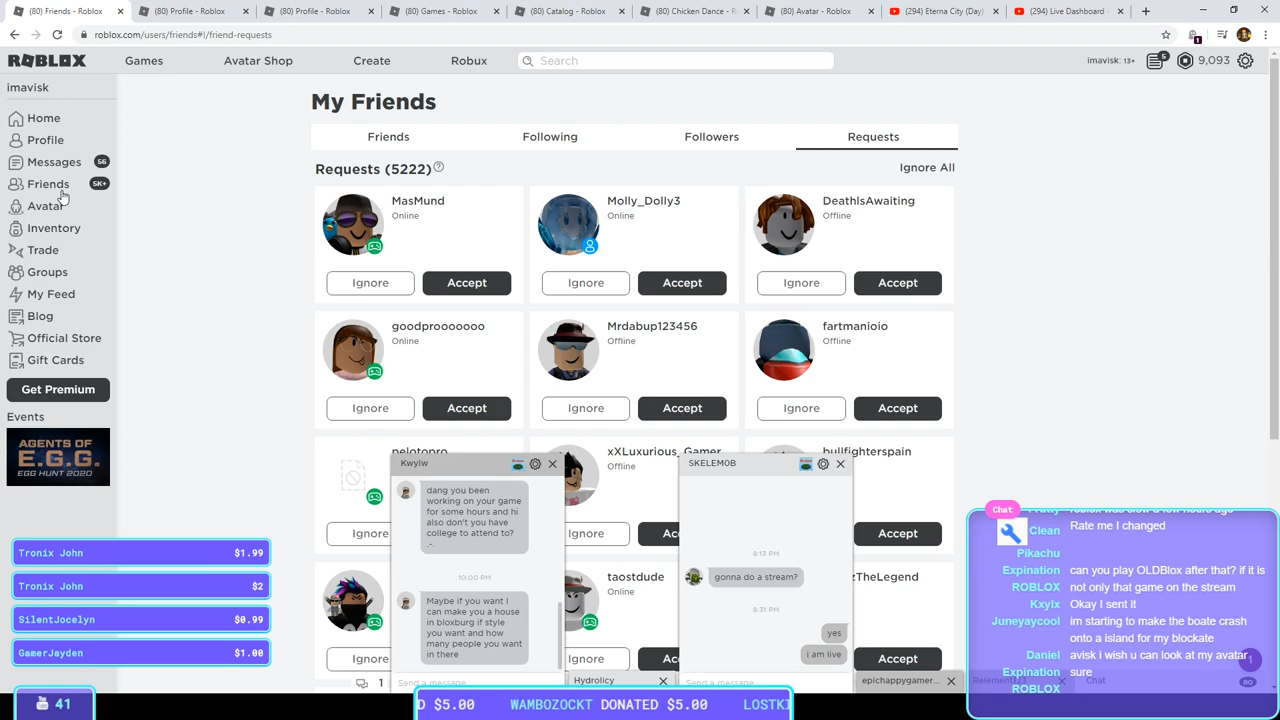 (80) Friends - Roblox
(80) Profile - Roblox
(80) Profile - Roblox
(80) Games - Roblox
(80) Catalog - Roblox
(80) Chicken Dance - R
(80) Avatar - Roblox
(294) Eterna City (Day)
(294) Live Dashboard -
roblox.com/users/friends#!/friend-requests
1
ROBLOX
Games
Avatar Shop
Create
Robux
Search
imavisk: 13+
5
9,093
imavisk
Home
Profile
Messages 56
Friends 5K+
Avatar
Inventory
Trade
Groups
My Feed
Blog
Official Store
Gift Cards
Get Premium
Events
AGENTS OF
E.G.G.
EGG HUNT 2020
My Friends
Friends
Following
Followers
Requests
Requests (5222)
Ignore All
MasMund
Online
Ignore
Accept
Molly_Dolly3
Online
Ignore
Accept
DeathIsAwaiting
Offline
Ignore
Accept
goodprooooooo
Online
Ignore
Accept
Mrdabup123456
Offline
Ignore
Accept
fartmanioio
Offline
Ignore
Accept
pelotopro
Ignore
xXLuxurious_Gamer
Offline
bullfighterspain
Accept
Ignore
taostdude
Online
zTheLegend
Accept
Kwylw
dang you been
working on your game
for some hours and hi
also don't you have
college to attend to?
-.-
10:00 PM
Maybe if you want I
can make you a house
in bloxburg if style
you want and how
many people you want
in there
Send a message
SKELEMOB
8:13 PM
gonna do a stream?
8:31 PM
yes
i am live
Send a message
1
Hydrolicy
epichappygamer...
Chat
Tronix John $1.99
Tronix John $2
SilentJocelyn $0.99
GamerJayden $1.00
41
D $5.00 WAMBOZOCKT DONATED $5.00 LOSTKI
Chat
Clean Rate me I changed
Pikachu
Expination can you play OLDBlox after that? if it is
ROBLOX not only that game on the stream
Kxylx Okay I sent it
Juneyaycool im starting to make the boate crash
onto a island for my blockate
Daniel avisk i wish u can look at my avatar
Expination sure
ROBLOX